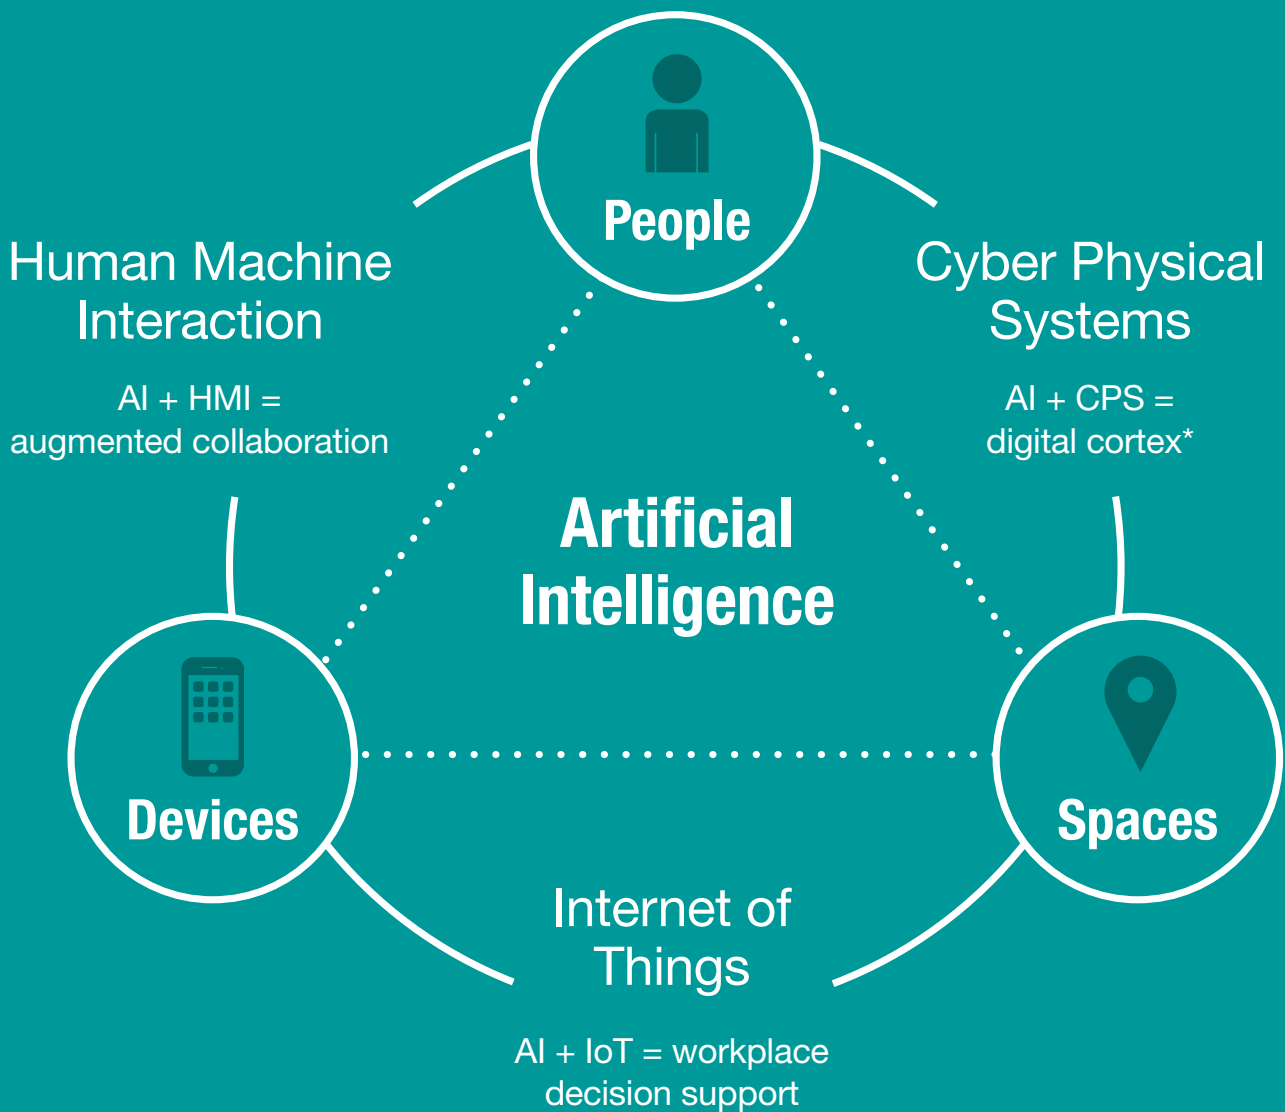 People
Human Machine
Interaction
AI + HMI =
augmented collaboration
Cyber Physical
Systems
AI + CPS =
digital cortex*
Artificial
Intelligence
Devices
Spaces
Internet of
Things
AI + IoT = workplace
decision support